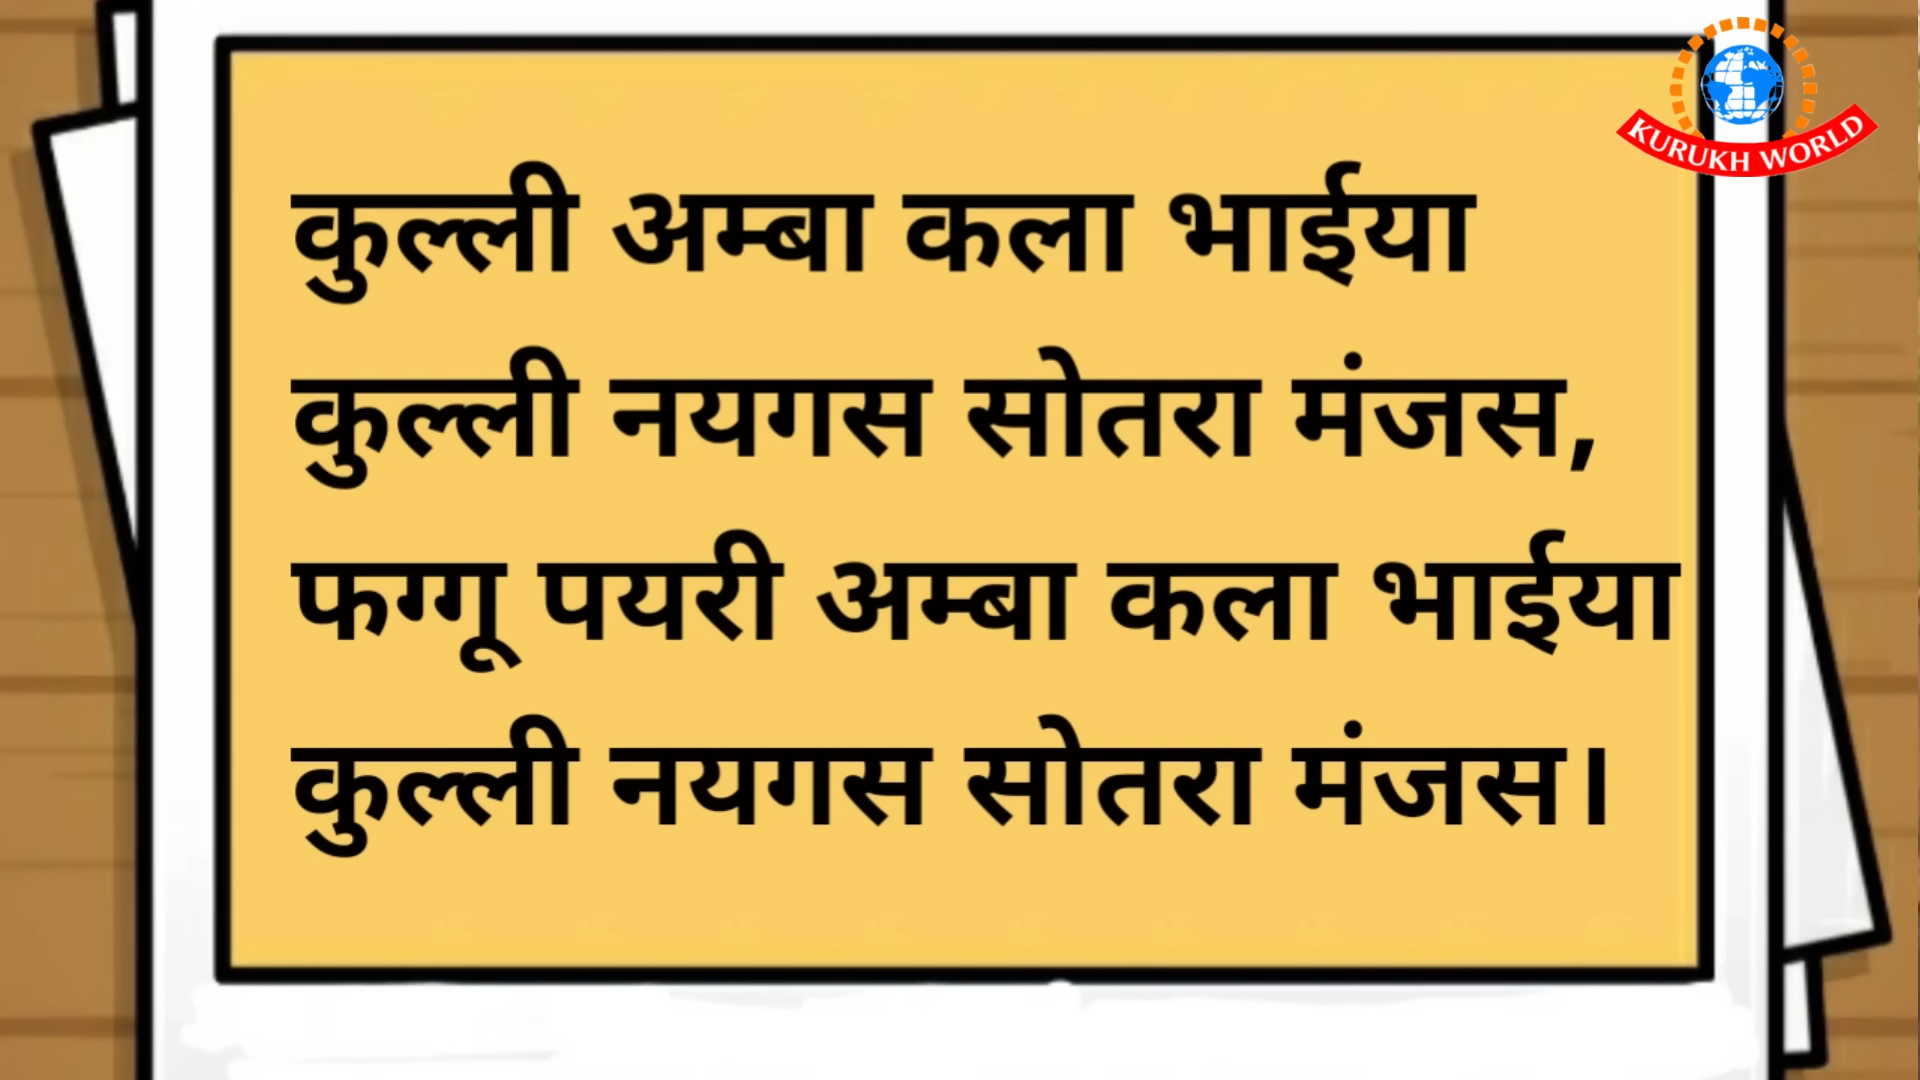 KURUKH WORLD
कुल्ली अम्बा कला भाईया
कुल्ली नयगस सोतरा मंजस,
फग्गू पयरी अम्बा कला भाईया
कुल्ली नयगस सोतरा मंजस।